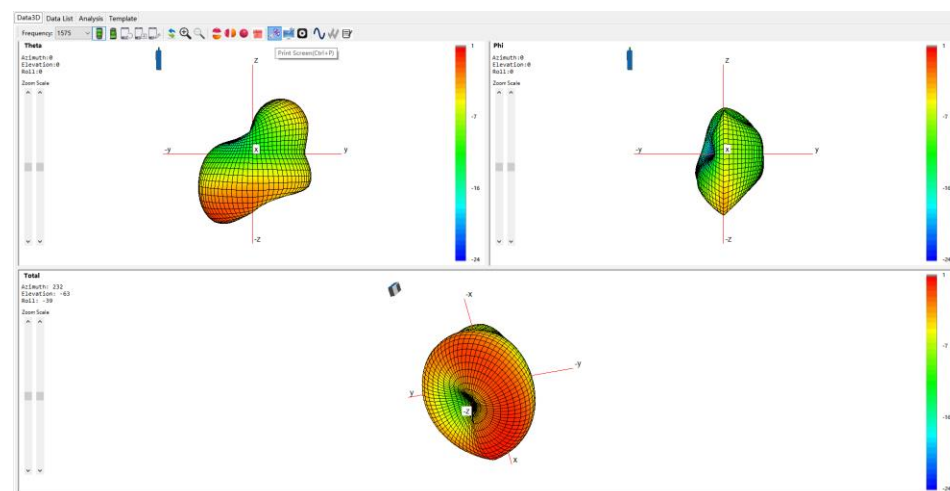 Data3D Data List Analysis Template
Frequency: 1575
Print Screen(Ctrl+P)
Theta
Azimuth:0
Elevation:0
Roll:0
Zoom Scale
z
-y
x
y
-z
1
-7
-16
-24
Phi
Azimuth:0
Elevation:0
Roll:0
Zoom Scale
z
-y
x
y
-z
1
-7
-16
-24
Total
Azimuth: 232
Elevation: -63
Roll: -39
Zoom Scale
-x
-y
y
-z
x
1
-7
-16
-24